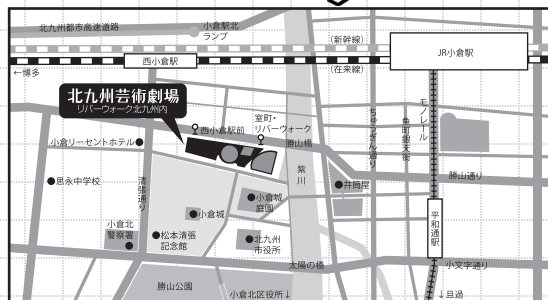 北九州都市高速道路
小倉駅北
ランプ
(新幹線)
JR小倉駅
西小倉駅
(在来線)
←博多
北九州芸術劇場
リバーウォーク北九州内
西小倉駅前
室町・
リバーウォーク
小倉リーセントホテル
勝山橋
ちゅうぎん通り
魚町銀天街
モノレール
思永中学校
清張通り
紫川
井筒屋
勝山通り
小倉城
小倉城
庭園
平和通駅
小倉北
警察署
松本清張
記念館
北九州
市役所
太陽の橋
小文字通り
勝山公園
小倉北区役所↓
↓旦過